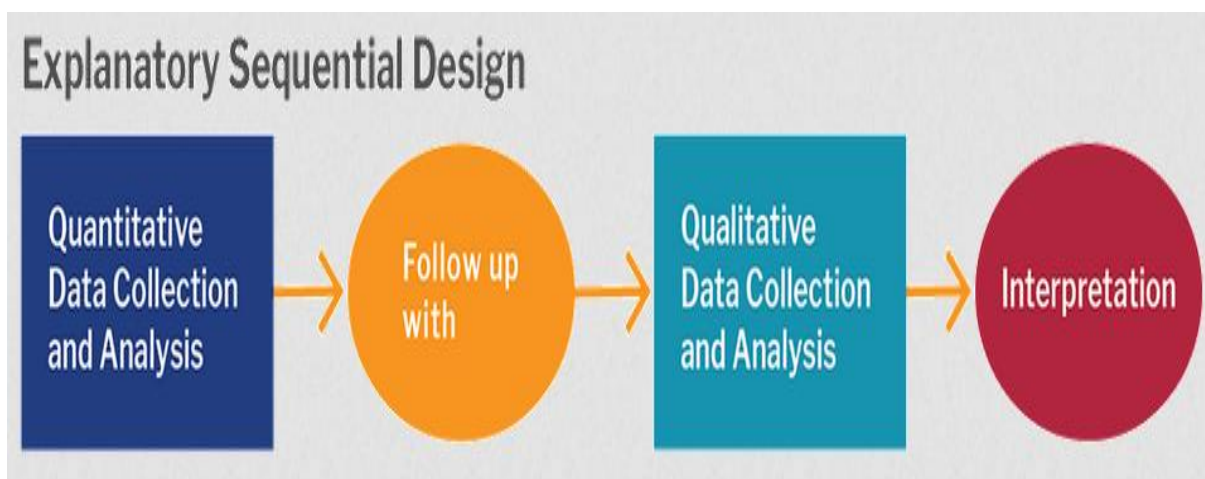 Explanatory Sequential Design
Quantitative
Data Collection
and Analysis
Follow up
with
Qualitative
Data Collection
and Analysis
Interpretation